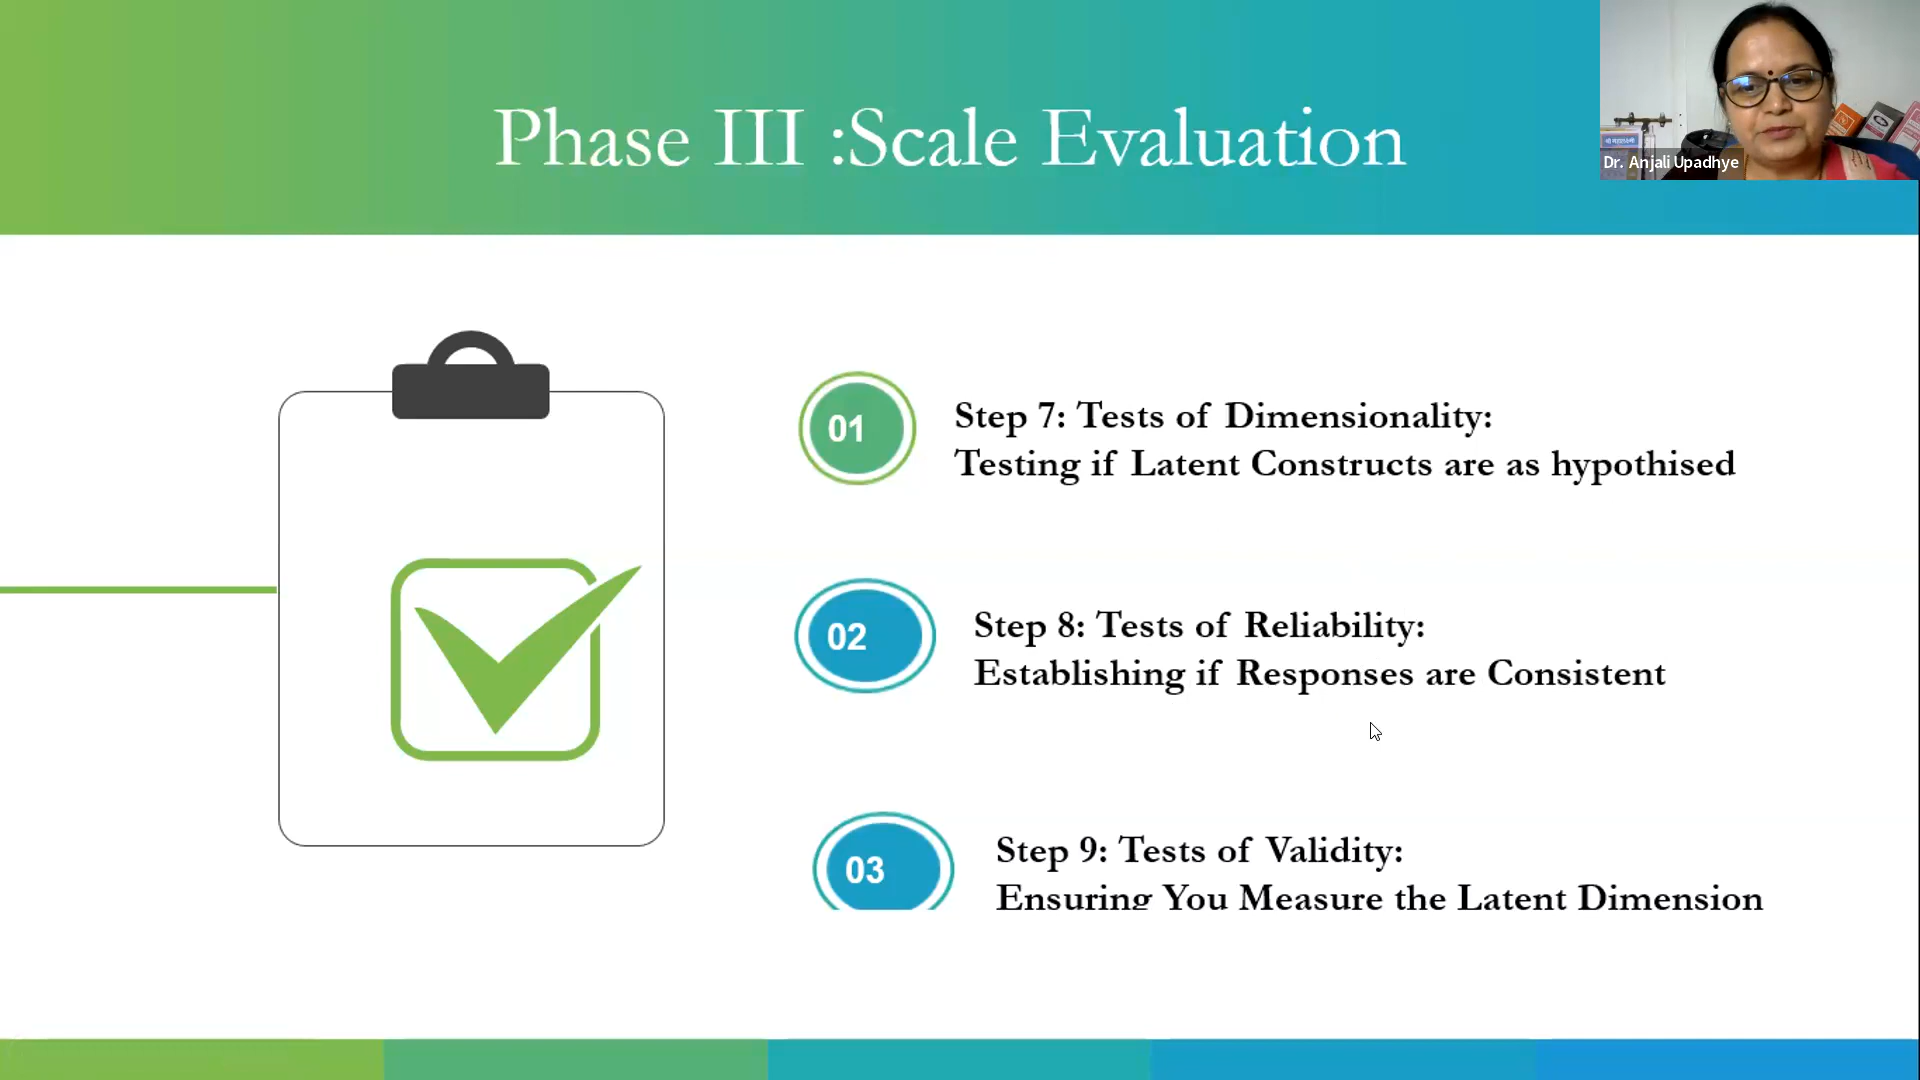 Phase III :Scale Evaluation
Dr. Anjali Upadhye
01
Step 7: Tests of Dimensionality:
Testing if Latent Constructs are as hypothised
02
Step 8: Tests of Reliability:
Establishing if Responses are Consistent
03
Step 9: Tests of Validity:
Ensuring You Measure the Latent Dimension